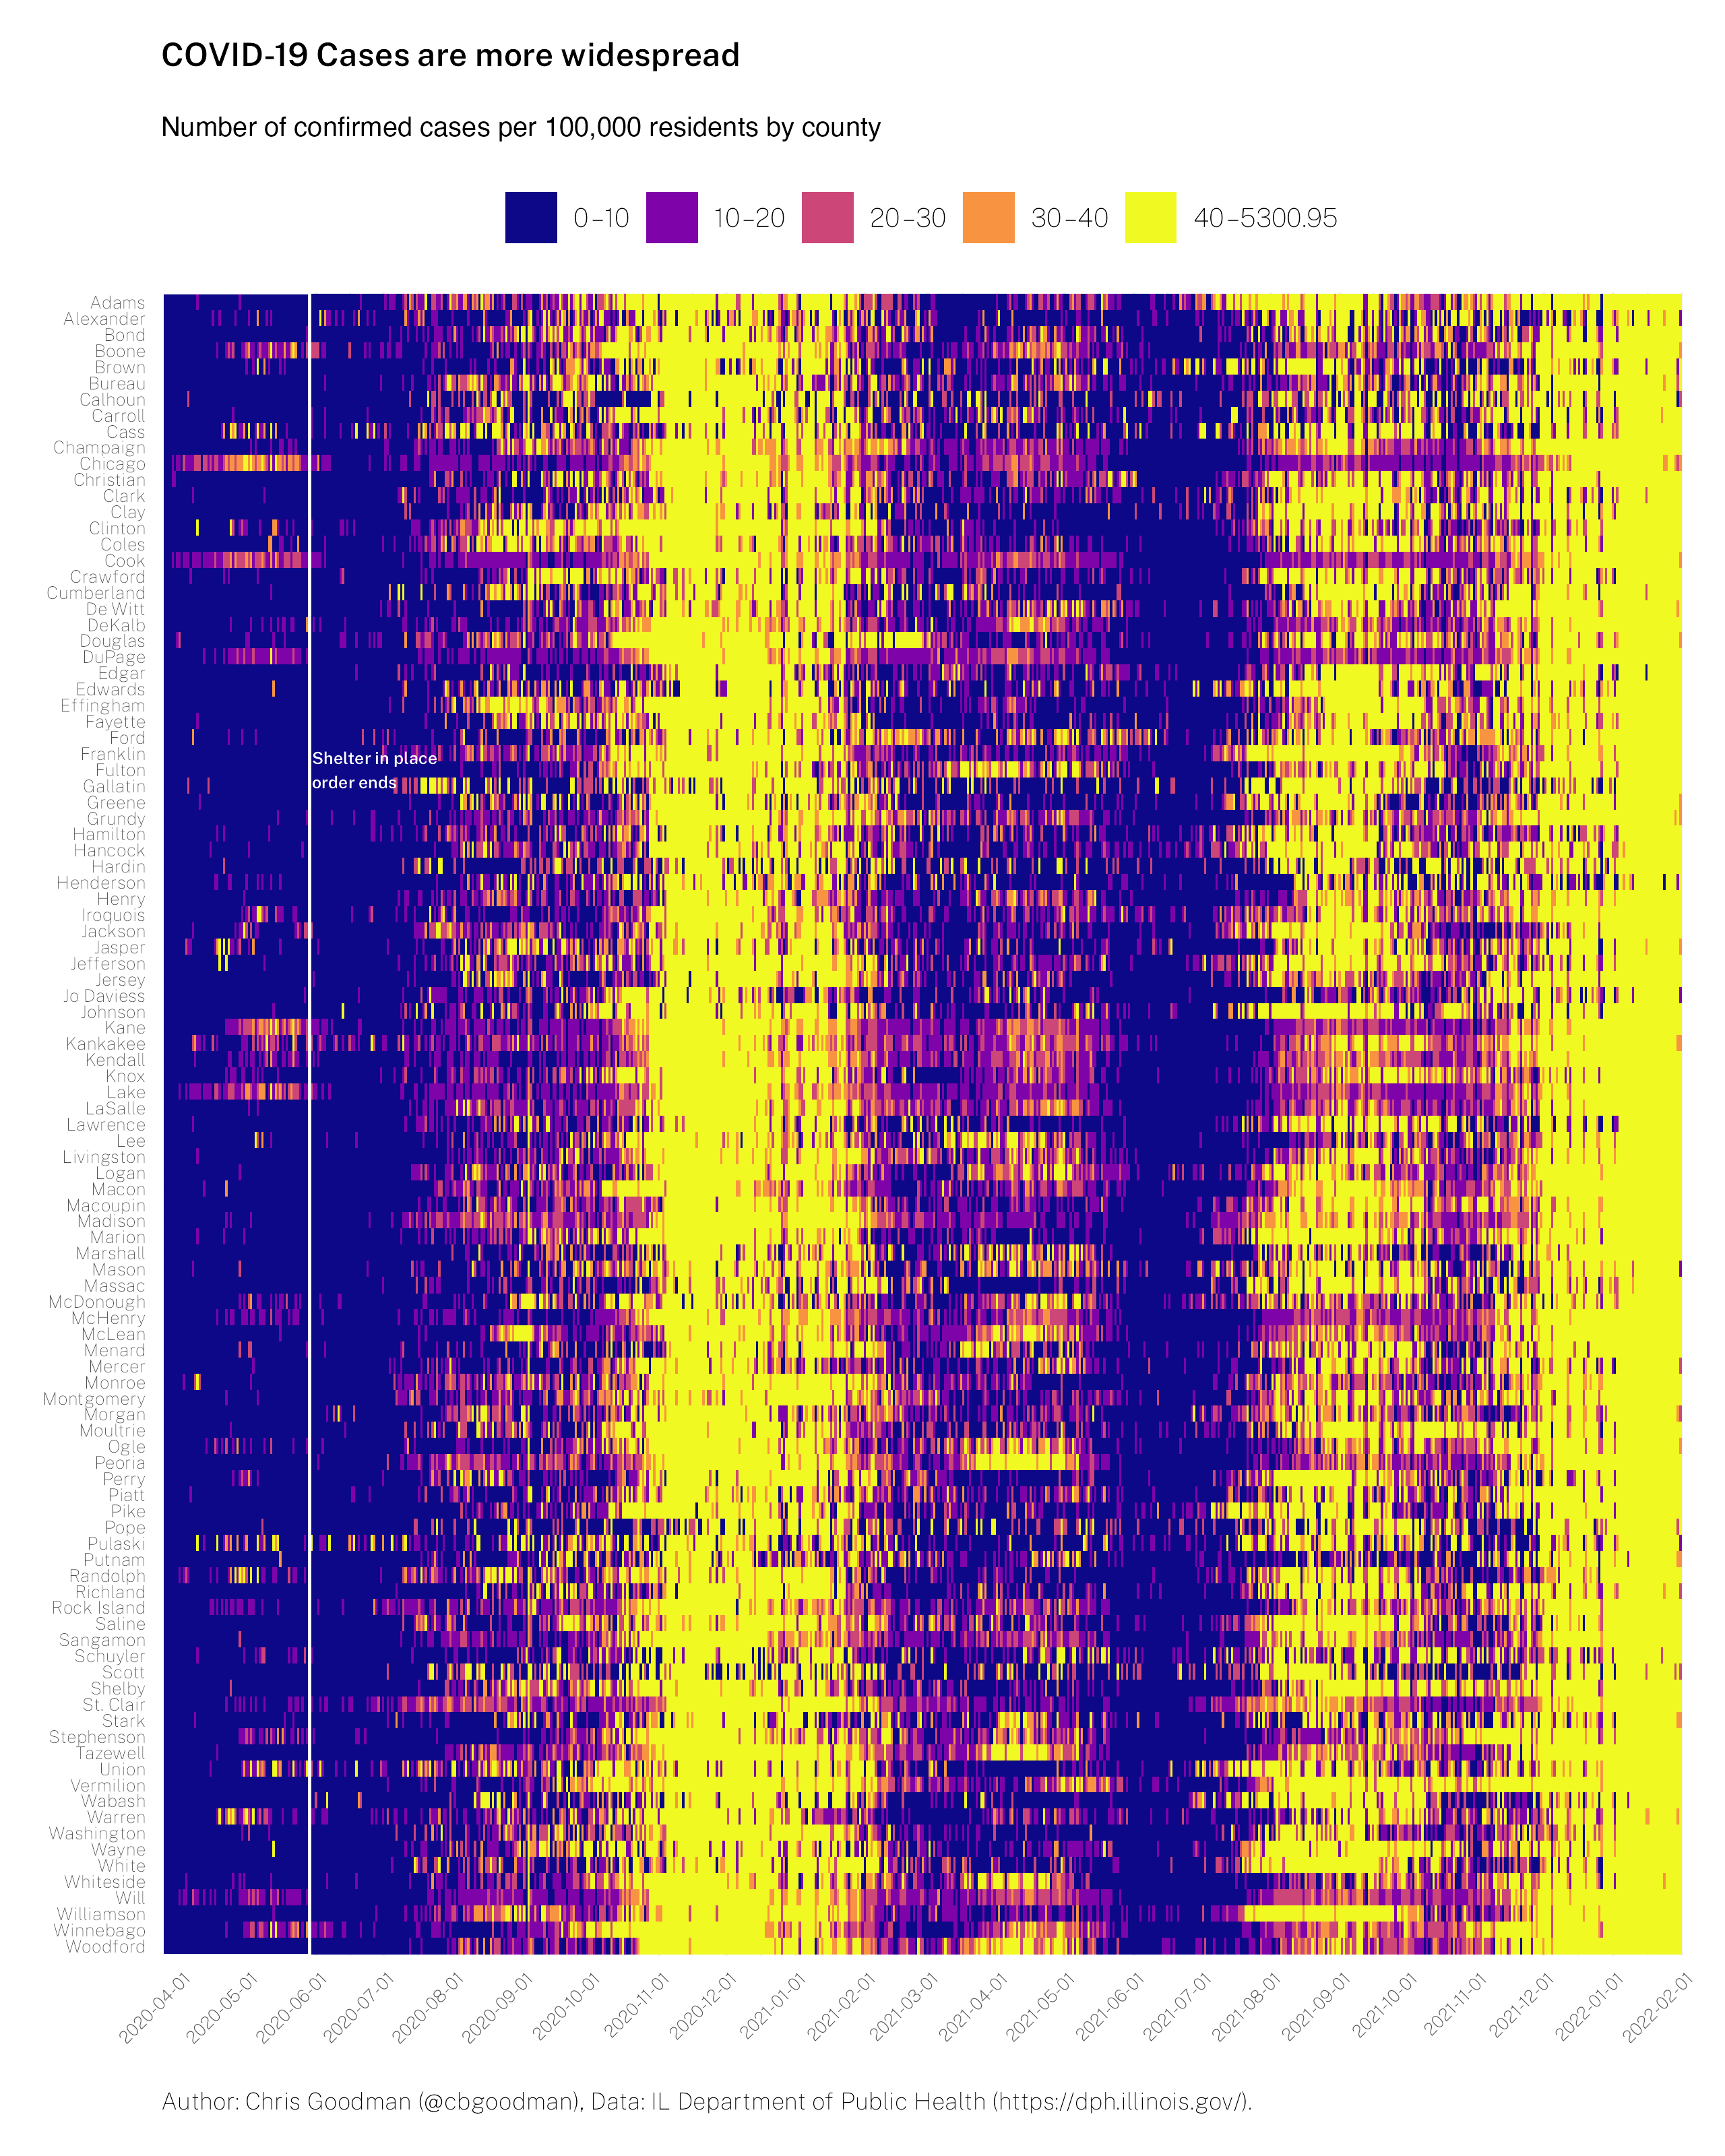 COVID-19 Cases are more widespread
Number of confirmed cases per 100,000 residents by county
0–10 10–20 20–30 30–40 40–5300.95
Adams
Alexander
Bond
Boone
Brown
Bureau
Calhoun
Carroll
Cass
Champaign
Chicago
Christian
Clark
Clay
Clinton
Coles
Cook
Crawford
Cumberland
De Witt
DeKalb
Douglas
DuPage
Edgar
Edwards
Effingham
Fayette
Ford
Franklin
Fulton
Gallatin
Greene
Grundy
Hamilton
Hancock
Hardin
Henderson
Henry
Iroquois
Jackson
Jasper
Jefferson
Jersey
Jo Daviess
Johnson
Kane
Kankakee
Kendall
Knox
Lake
LaSalle
Lawrence
Lee
Livingston
Logan
Macon
Macoupin
Madison
Marion
Marshall
Mason
Massac
McDonough
McHenry
McLean
Menard
Mercer
Monroe
Montgomery
Morgan
Moultrie
Ogle
Peoria
Perry
Piatt
Pike
Pope
Pulaski
Putnam
Randolph
Richland
Rock Island
Saline
Sangamon
Schuyler
Scott
Shelby
St. Clair
Stark
Stephenson
Tazewell
Union
Vermilion
Wabash
Warren
Washington
Wayne
White
Whiteside
Will
Williamson
Winnebago
Woodford
Shelter in place
order ends
2020-04-01
2020-05-01
2020-06-01
2020-07-01
2020-08-01
2020-09-01
2020-10-01
2020-11-01
2020-12-01
2021-01-01
2021-02-01
2021-03-01
2021-04-01
2021-05-01
2021-06-01
2021-07-01
2021-08-01
2021-09-01
2021-10-01
2021-11-01
2021-12-01
2022-01-01
2022-02-01
Author: Chris Goodman (@cbgoodman), Data: IL Department of Public Health (https://dph.illinois.gov/).